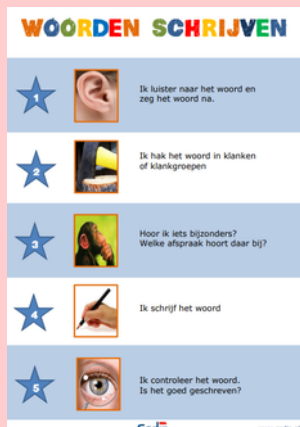 WOORDEN SCHRIJVEN
1
Ik luister naar het woord en
zeg het woord na.
2
Ik hak het woord in klanken
of klankgroepen
3
Hoor ik iets bijzonders?
Welke afspraak hoort daar bij?
4
Ik schrijf het woord
5
Ik controleer het woord.
Is het goed geschreven?